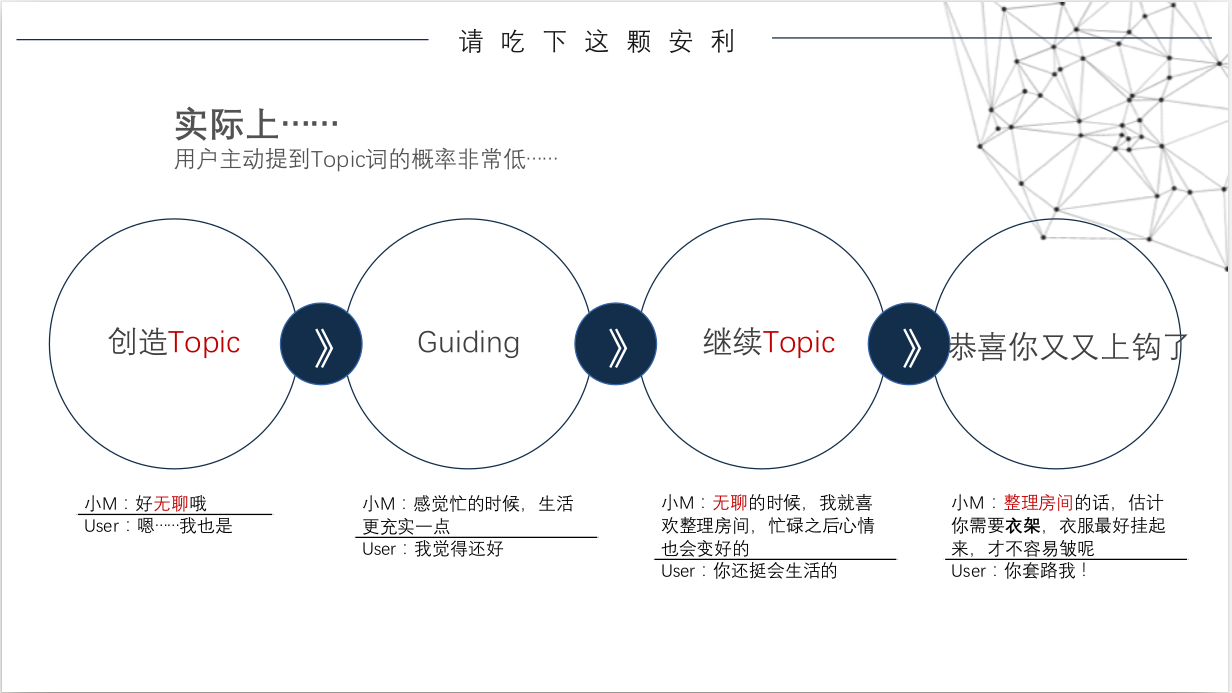 请吃下这颗安利
实际上……
用户主动提到Topic词的概率非常低……
创造Topic
》
Guiding
》
继续Topic
》
恭喜你又又上钩了
小M：好无聊哦
User：嗯……我也是
小M：感觉忙的时候，生活
更充实一点
User：我觉得还好
小M：无聊的时候，我就喜
欢整理房间，忙碌之后心情
也会变好的
User：你还挺会生活的
小M：整理房间的话，估计
你需要衣架，衣服最好挂起
来，才不容易皱呢
User：你套路我！